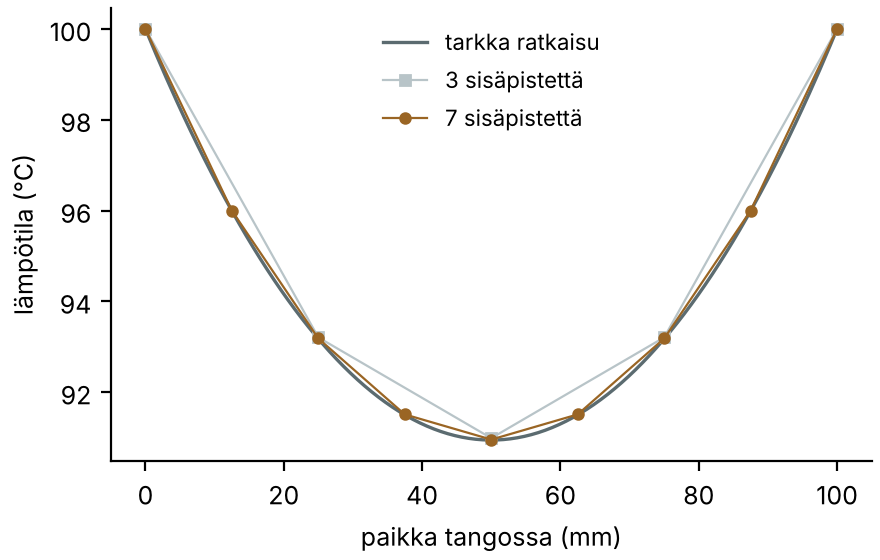 tarkka ratkaisu
3 sisäpistettä
7 sisäpistettä
lämpötila (°C)
100
98
96
94
92
0 20 40 60 80 100
paikka tangossa (mm)